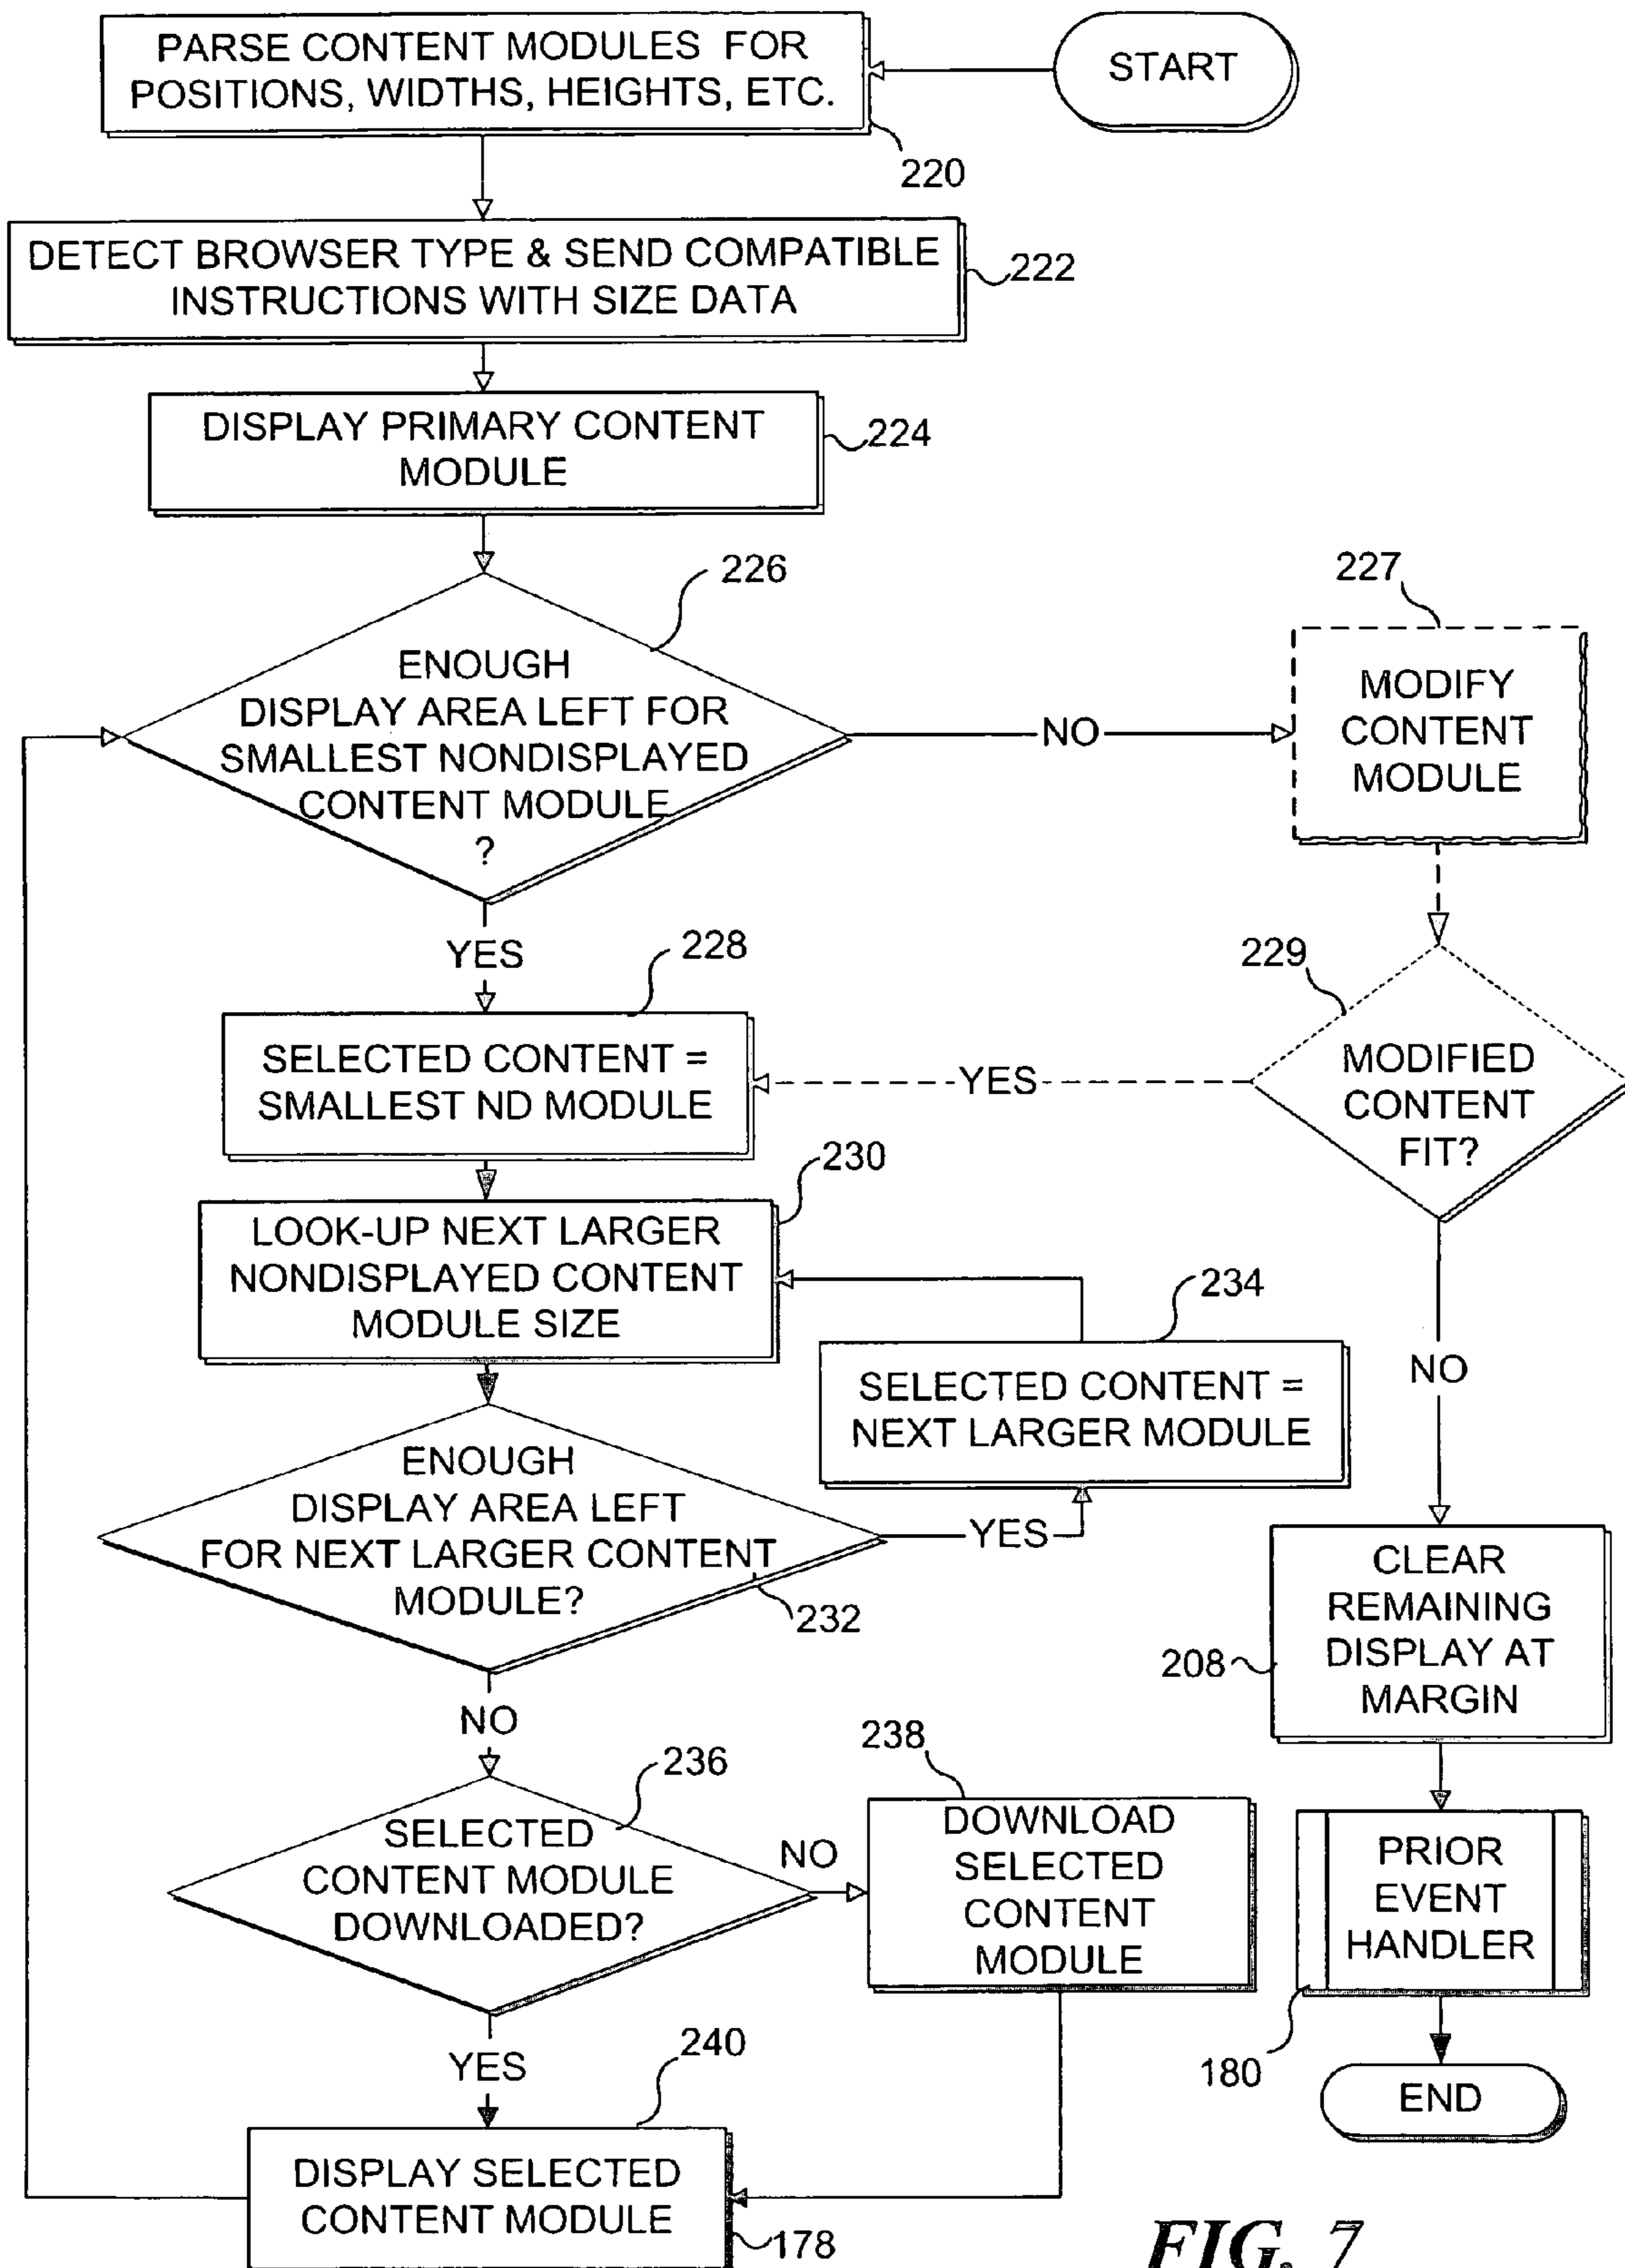 PARSE CONTENT MODULES FOR
POSITIONS, WIDTHS, HEIGHTS, ETC.
START
220
DETECT BROWSER TYPE & SEND COMPATIBLE
INSTRUCTIONS WITH SIZE DATA
222
DISPLAY PRIMARY CONTENT
MODULE
224
226
ENOUGH
DISPLAY AREA LEFT FOR
SMALLEST NONDISPLAYED
CONTENT MODULE
?
NO
227
MODIFY
CONTENT
MODULE
YES
228
SELECTED CONTENT =
SMALLEST ND MODULE
YES
229
MODIFIED
CONTENT
FIT?
230
LOOK-UP NEXT LARGER
NONDISPLAYED CONTENT
MODULE SIZE
234
SELECTED CONTENT =
NEXT LARGER MODULE
NO
ENOUGH
DISPLAY AREA LEFT
FOR NEXT LARGER CONTENT
MODULE?
YES
232
CLEAR
REMAINING
DISPLAY AT
MARGIN
208
NO
236
SELECTED
CONTENT MODULE
DOWNLOADED?
NO
238
DOWNLOAD
SELECTED
CONTENT
MODULE
PRIOR
EVENT
HANDLER
180
YES
240
END
DISPLAY SELECTED
CONTENT MODULE
178
FIG. 7